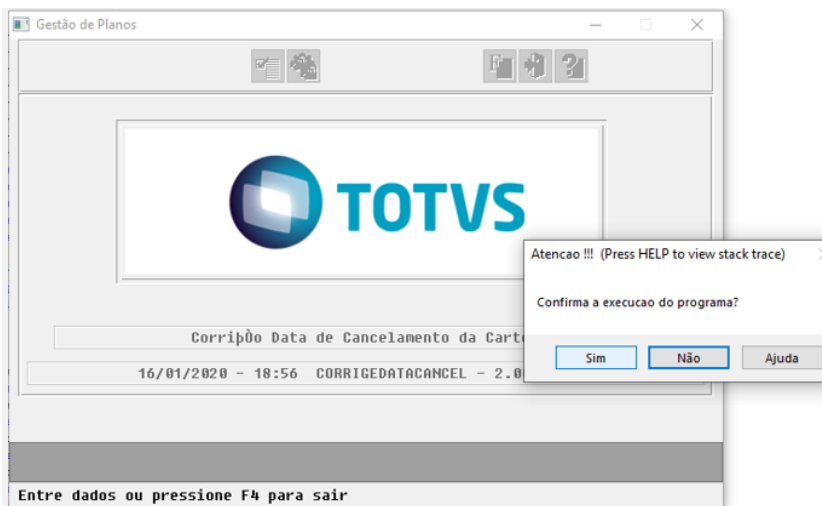 Gestão de Planos
TOTVS
Atencao !!! (Press HELP to view stack trace)
Confirma a execucao do programa?
Sim Não Ajuda
CorriþÒo Data de Cancelamento da Carte
16/01/2020 - 18:56 CORRIGEDATACANCEL - 2.0
Entre dados ou pressione F4 para sair